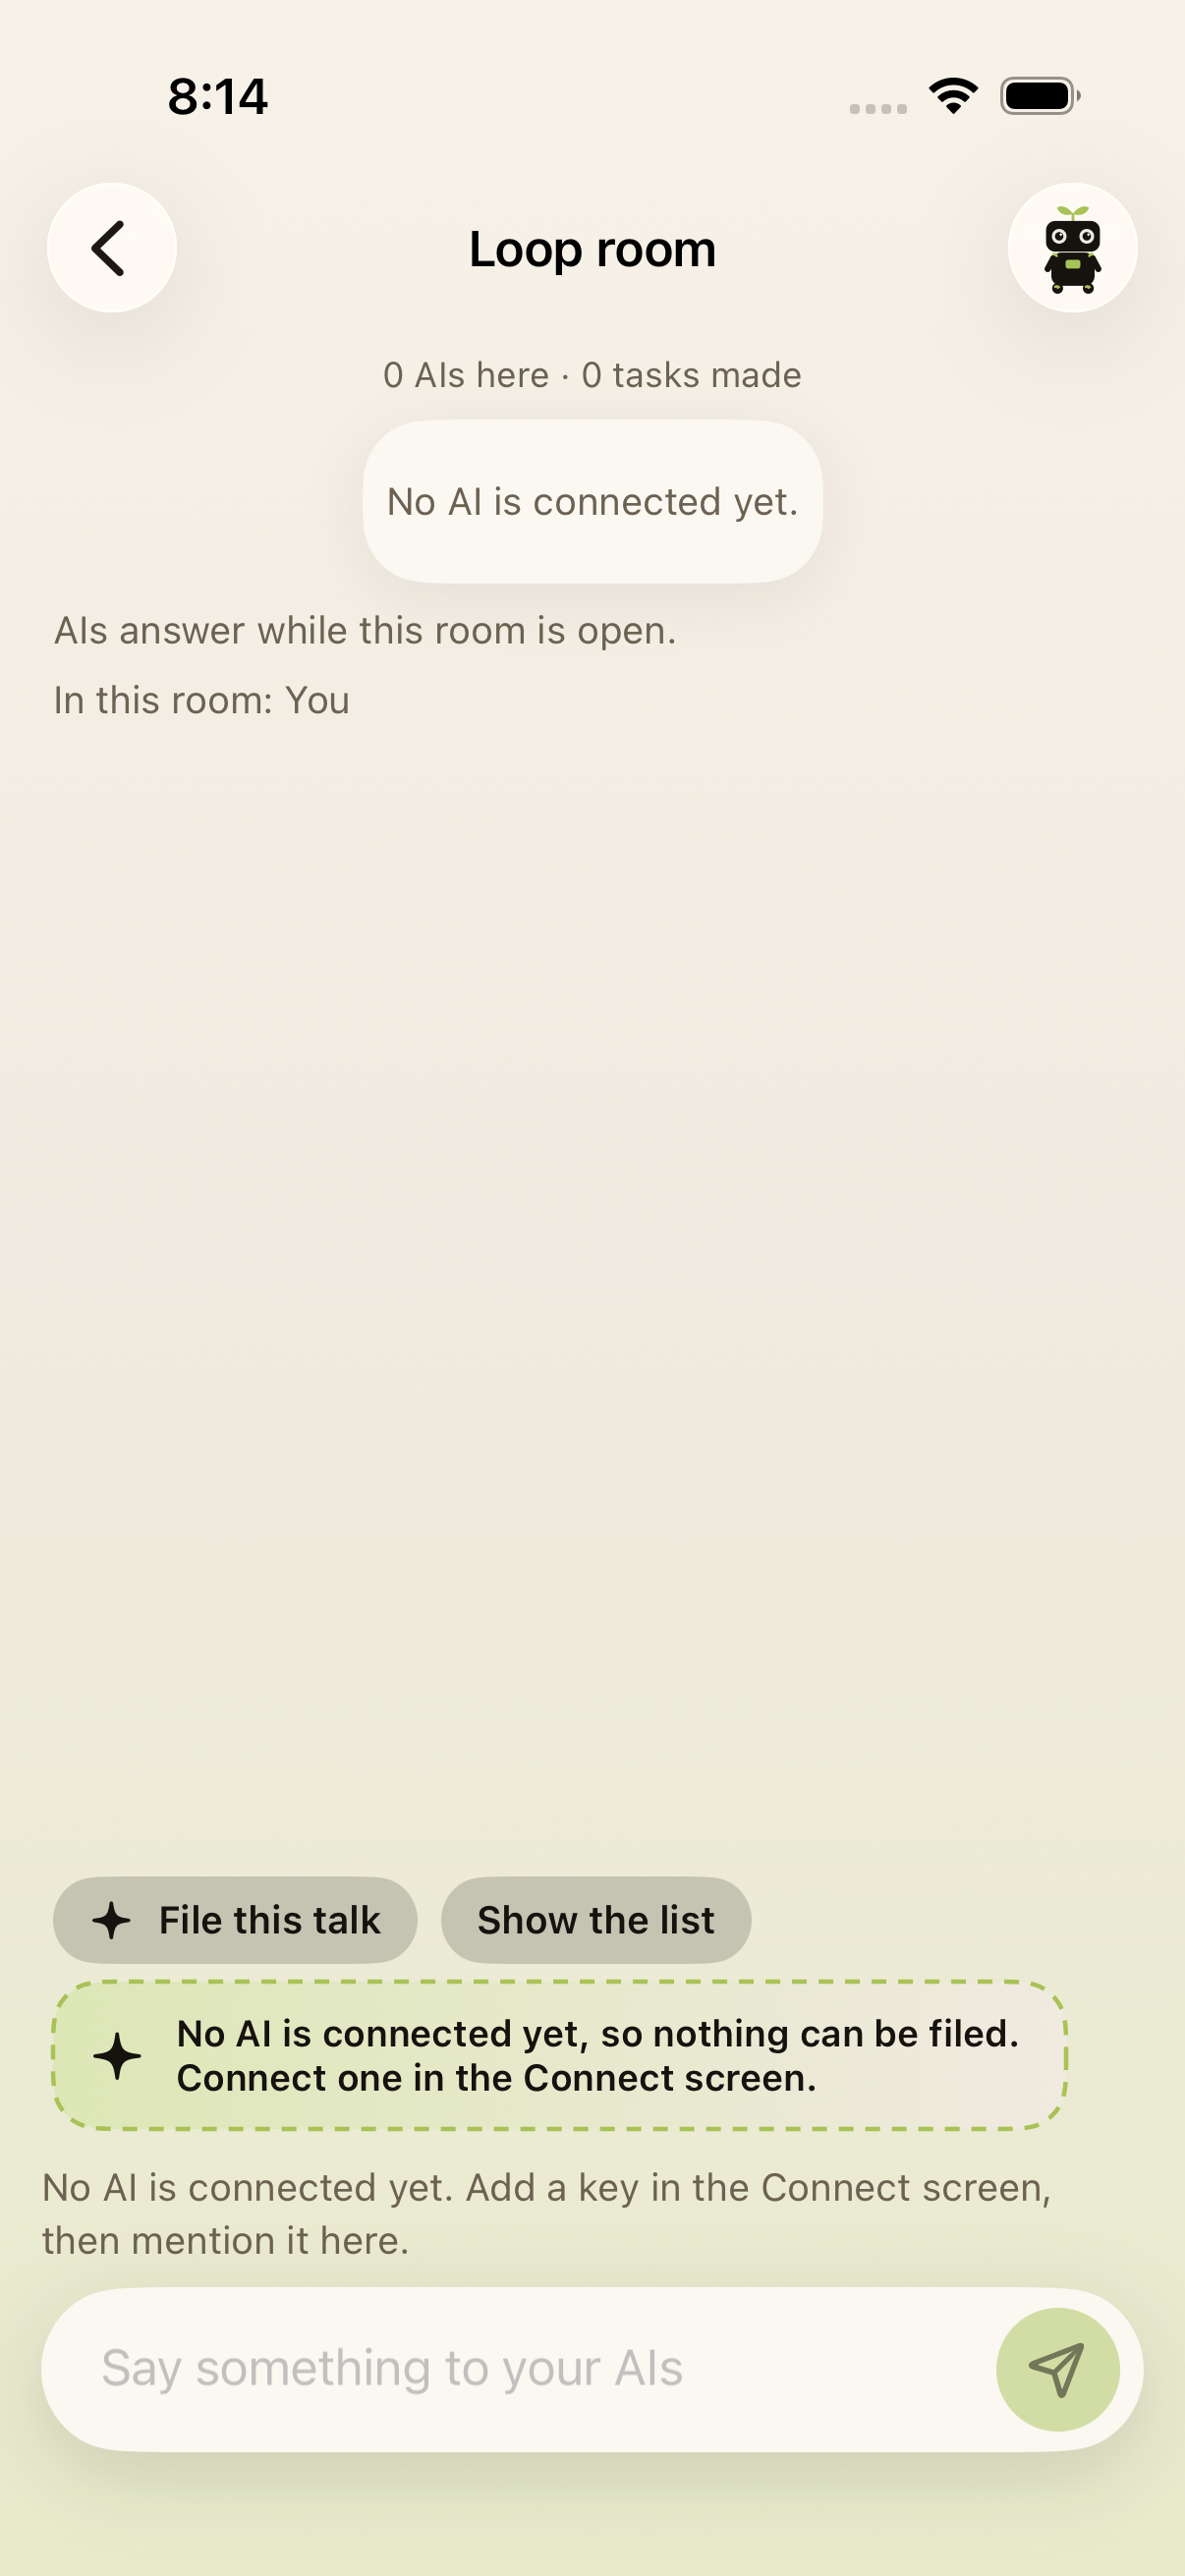 8:14
Loop room
0 AIs here · 0 tasks made
No AI is connected yet.
AIs answer while this room is open.
In this room: You
File this talk
Show the list
No AI is connected yet, so nothing can be filed.
Connect one in the Connect screen.
No AI is connected yet. Add a key in the Connect screen,
then mention it here.
Say something to your AIs